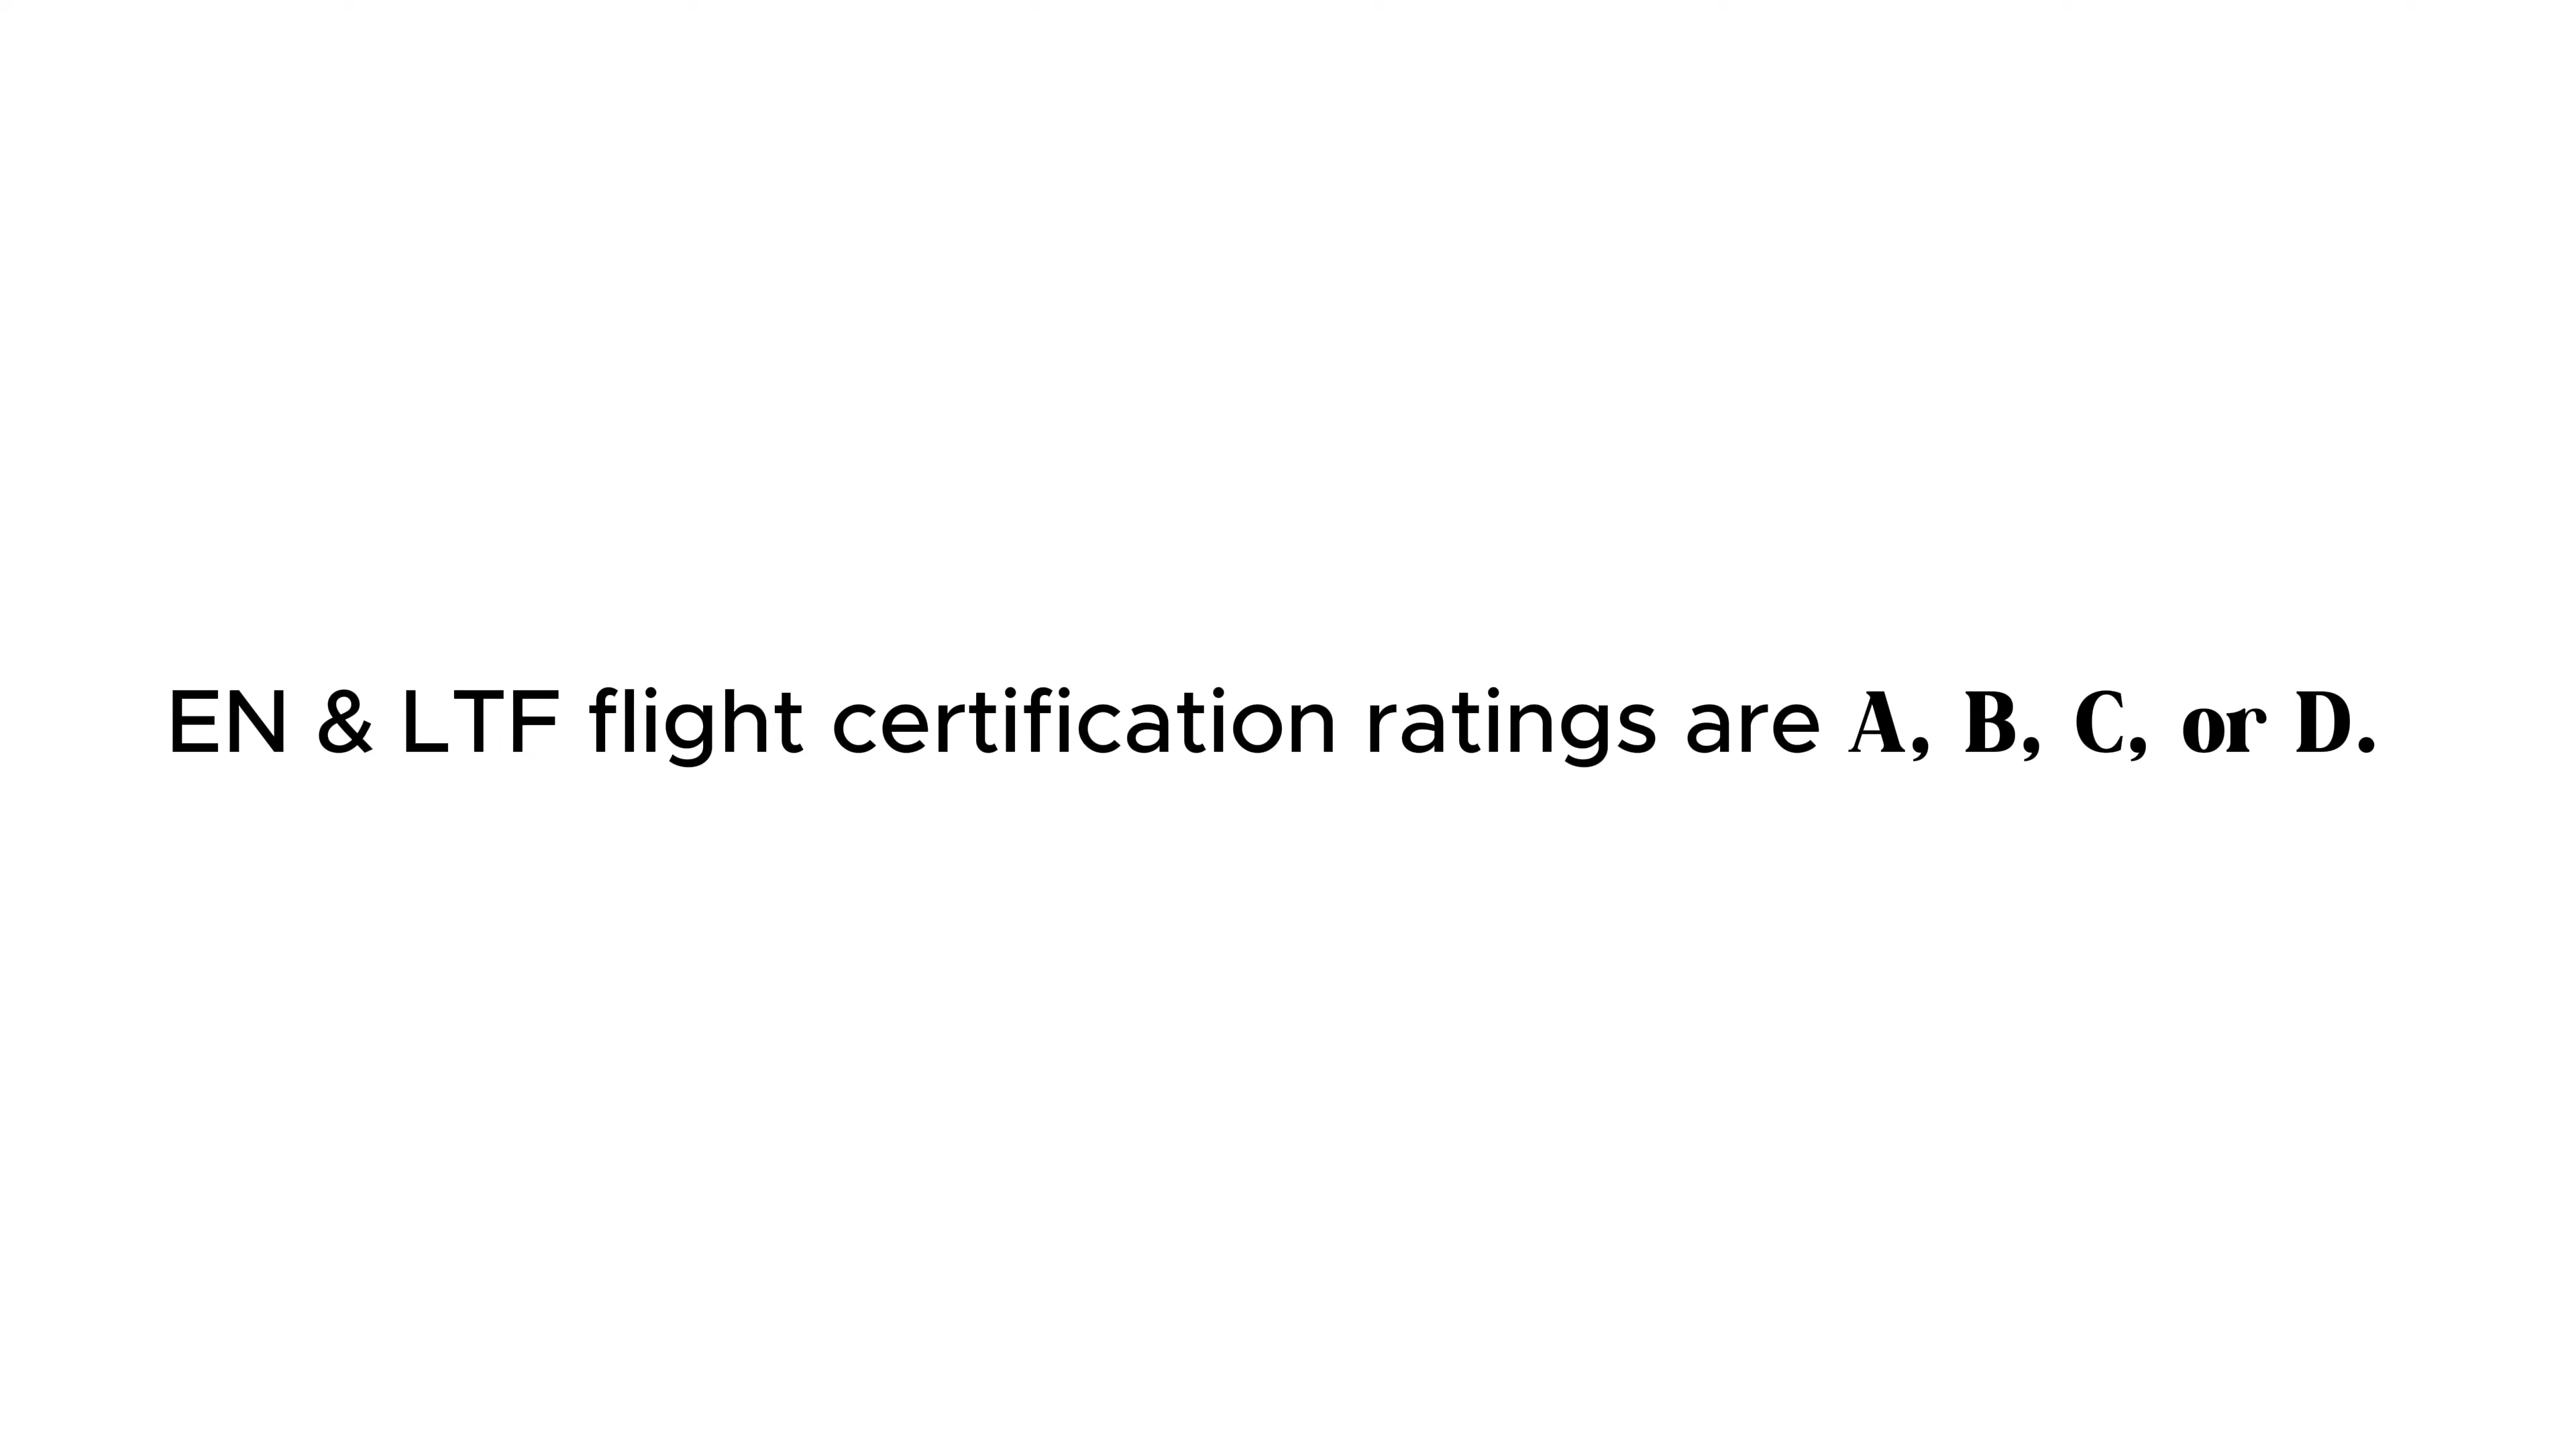 EN & LTF flight certification ratings are A, B, C, or D.